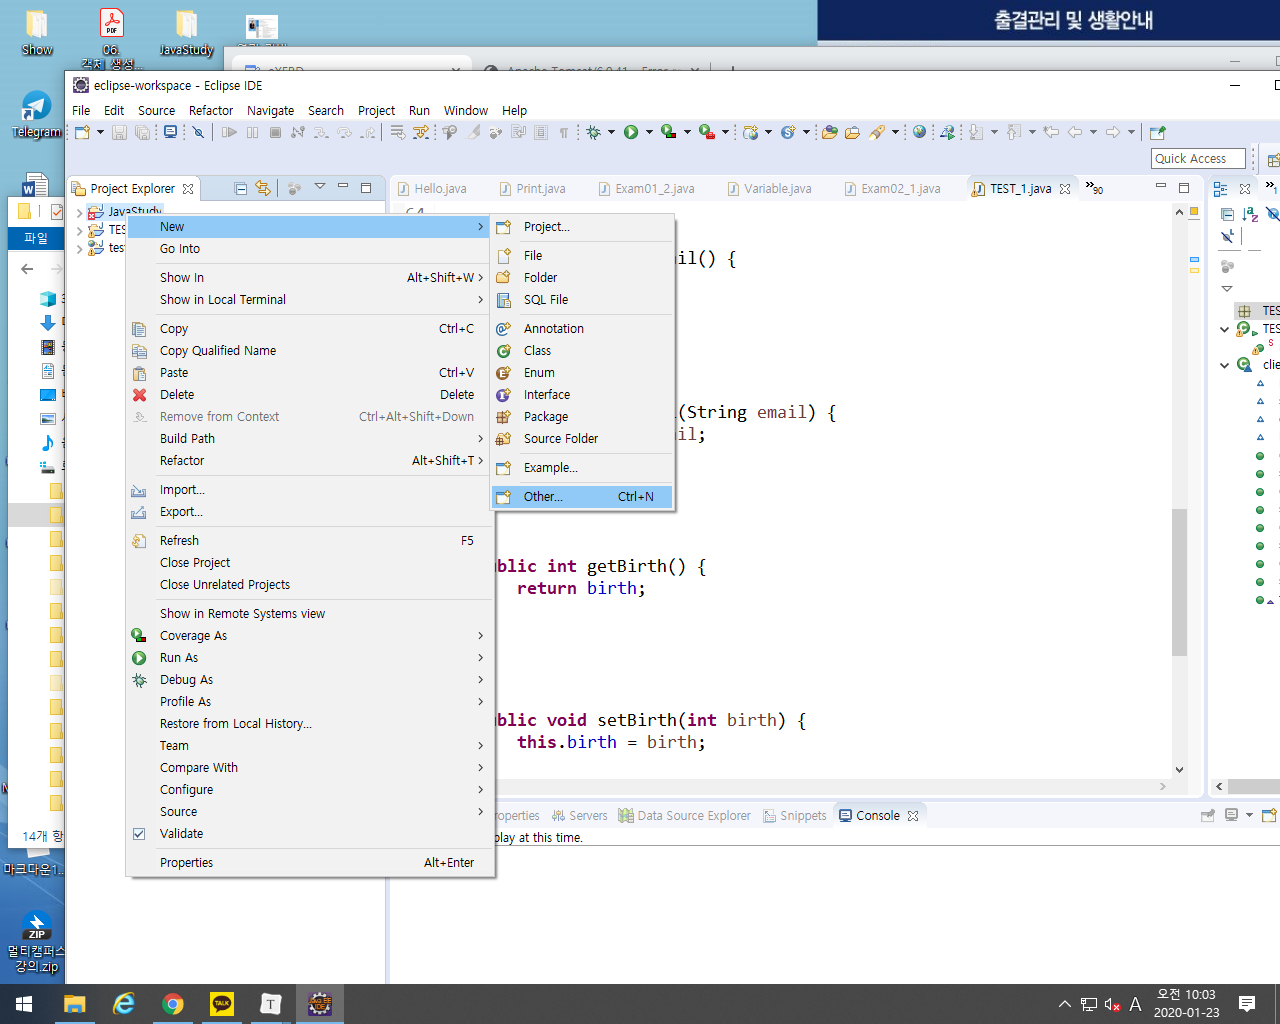 출결관리 및 생활안내
Show
06.
객체 생성...
JavaStudy
Telegram
eclipse-workspace - Eclipse IDE
File Edit Source Refactor Navigate Search Project Run Window Help
Quick Access
Project Explorer
Hello.java Print.java Exam01_2.java Variable.java Exam02_1.java TEST_1.java 90
JavaStudy
파일
New
Go Into
Show In Alt+Shift+W
Show in Local Terminal
Copy Ctrl+C
Copy Qualified Name
Paste Ctrl+V
Delete Delete
Remove from Context Ctrl+Alt+Shift+Down
Build Path
Refactor Alt+Shift+T
Import...
Export...
Refresh F5
Close Project
Close Unrelated Projects
Show in Remote Systems view
Coverage As
Run As
Debug As
Profile As
Restore from Local History...
Team
Compare With
Configure
Source
Validate
Properties Alt+Enter
Project...
File
Folder
SQL File
Annotation
Class
Enum
Interface
Package
Source Folder
Example...
Other... Ctrl+N
il() {
(String email) {
il;
blic int getBirth() {
return birth;
blic void setBirth(int birth) {
this.birth = birth;
TES
TES
clie
roperties Servers Data Source Explorer Snippets Console
play at this time.
14개 항
마크다운1...
ZIP
멀티캠퍼스
강의.zip
TALK
T
Java EE
IDE
A
오전 10:03
2020-01-23